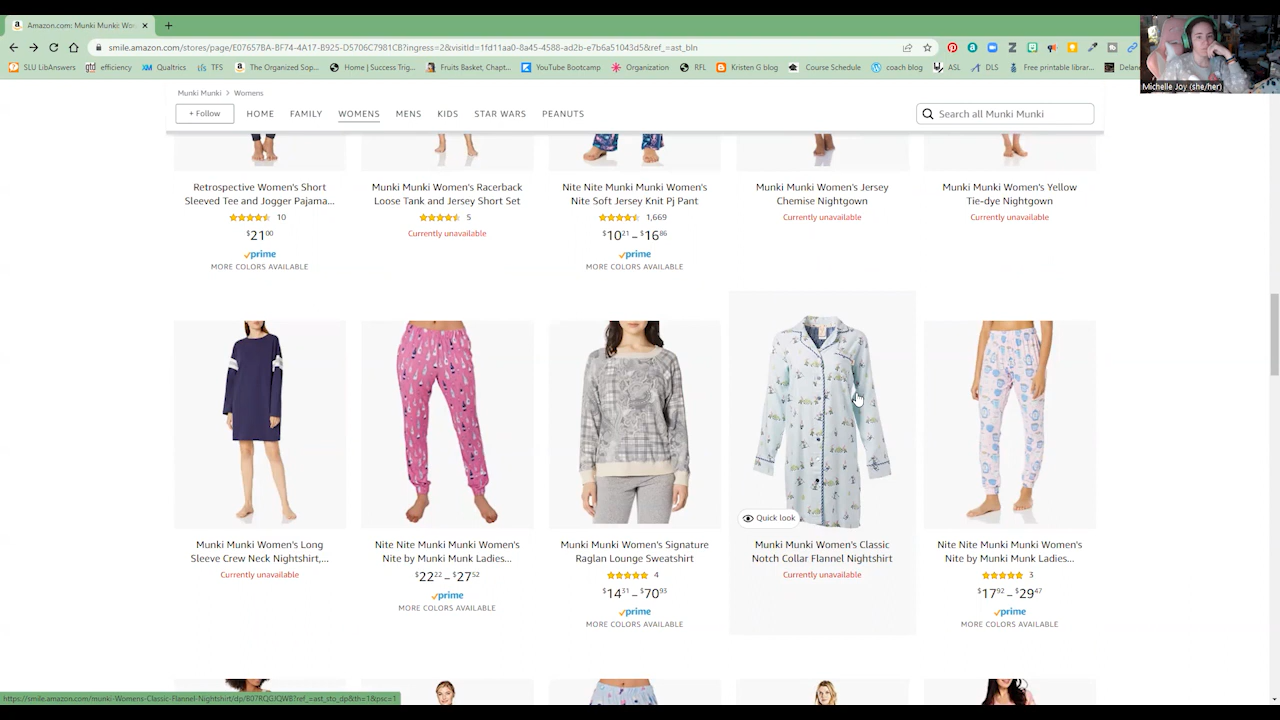 Amazon.com: Munki Munki: Wo
smile.amazon.com/stores/page/E07657BA-BF74-4A17-8925-D5706C7981CB?ingress=2&visitId=1fd11aa0-8a45-4588-ad2b-e7b6a51043d5&ref_=ast_bln
SLU LibAnswers efficiency Qualtrics TFS The Organized Sop... Home | Success Trig... Fruits Basket, Chapt... YouTube Bootcamp Organization RFL Kristen G blog Course Schedule coach blog ASL DLS Free printable librar...
Michelle Joy (she/her)
Munki Munki > Womens
+ Follow HOME FAMILY WOMENS MENS KIDS STAR WARS PEANUTS Search all Munki Munki
Retrospective Women's Short
Sleeved Tee and Jogger Pajama...
10
$21.00
prime
MORE COLORS AVAILABLE
Munki Munki Women's Racerback
Loose Tank and Jersey Short Set
5
Currently unavailable
Nite Nite Munki Munki Women's
Nite Soft Jersey Knit Pj Pant
1,669
$10.21 – $16.86
prime
MORE COLORS AVAILABLE
Munki Munki Women's Jersey
Chemise Nightgown
Currently unavailable
Munki Munki Women's Yellow
Tie-dye Nightgown
Currently unavailable
Quick look
Munki Munki Women's Long
Sleeve Crew Neck Nightshirt,...
Currently unavailable
Nite Nite Munki Munki Women's
Nite by Munki Munk Ladies...
$22.22 – $27.52
prime
MORE COLORS AVAILABLE
Munki Munki Women's Signature
Raglan Lounge Sweatshirt
4
$14.31 – $70.93
prime
MORE COLORS AVAILABLE
Munki Munki Women's Classic
Notch Collar Flannel Nightshirt
Currently unavailable
Nite Nite Munki Munki Women's
Nite by Munki Munk Ladies...
3
$17.92 – $29.47
prime
MORE COLORS AVAILABLE